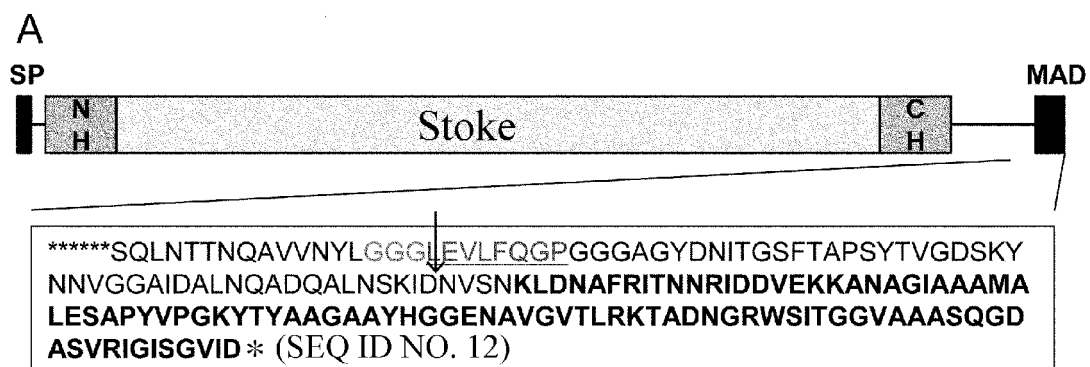 A
SP
MAD
N
H
Stoke
C
H
******SQLNTTNQAVVNYLGGGLEVLFQGPGGGAGYDNITGSFTAPSYTVGDSKY
NNVGGAIDALNQADQALNSKIDNVSNKLDNAFRITNNRIDDVEKKANAGIAAAMA
LESAPYVPGKYTYAAGAAYHGGENAVGVTLRKTADNGRWSITGGVAAASQGD
ASVRIGISGVID* (SEQ ID NO. 12)